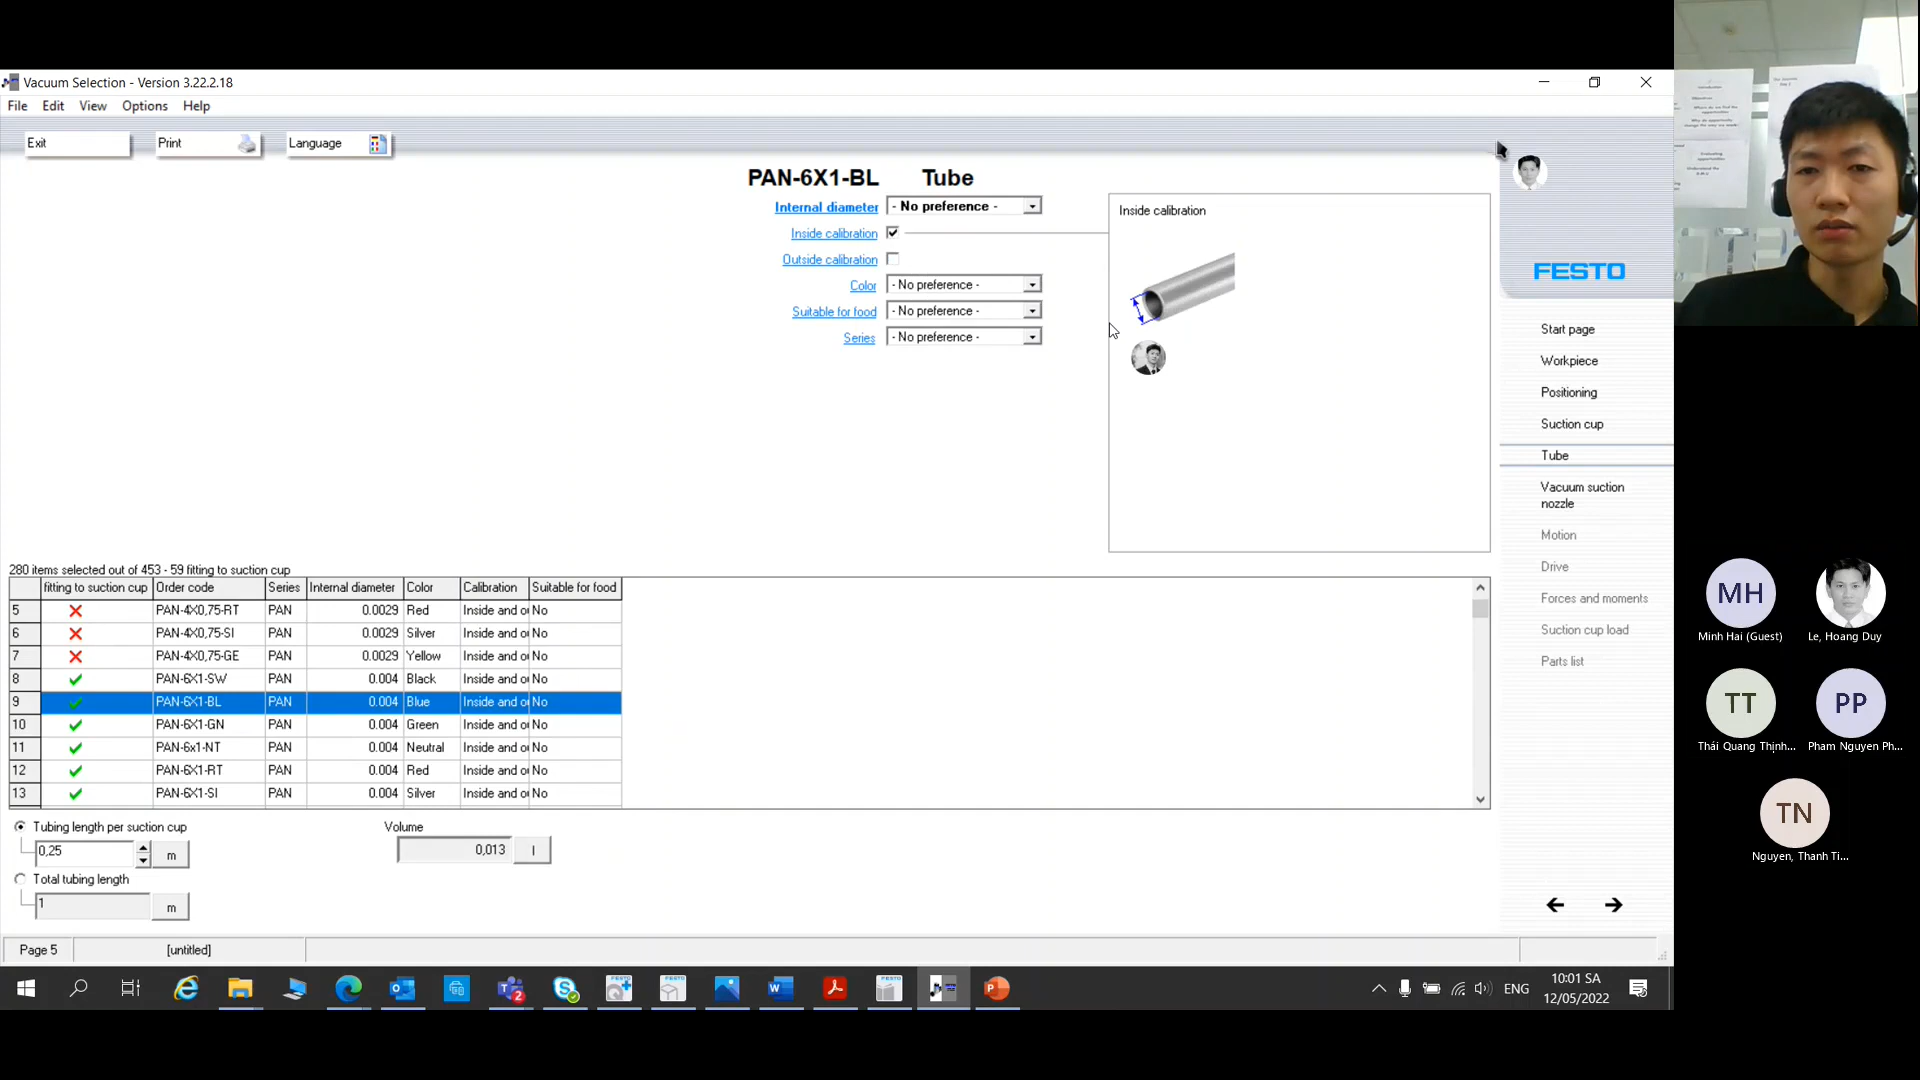 Vacuum Selection - Version 3.22.2.18
File Edit View Options Help
Exit Print Language
PAN-6X1-BL Tube
Internal diameter - No preference -
Inside calibration
Outside calibration
Color - No preference -
Suitable for food - No preference -
Series - No preference -
Inside calibration
FESTO
Start page
Workpiece
Positioning
Suction cup
Tube
Vacuum suction
nozzle
Motion
Drive
Forces and moments
Suction cup load
Parts list
280 items selected out of 453 - 59 fitting to suction cup
fitting to suction cup Order code Series Internal diameter Color Calibration Suitable for food
5 PAN-4X0,75-RT PAN 0.0029 Red Inside and ou No
6 PAN-4X0,75-SI PAN 0.0029 Silver Inside and ou No
7 PAN-4X0,75-GE PAN 0.0029 Yellow Inside and ou No
8 PAN-6X1-SW PAN 0.004 Black Inside and ou No
9 PAN-6X1-BL PAN 0.004 Blue Inside and ou No
10 PAN-6X1-GN PAN 0.004 Green Inside and ou No
11 PAN-6x1-NT PAN 0.004 Neutral Inside and ou No
12 PAN-6X1-RT PAN 0.004 Red Inside and ou No
13 PAN-6X1-SI PAN 0.004 Silver Inside and ou No
Tubing length per suction cup
0,25 m
Total tubing length
1 m
Volume
0,013 l
Page 5 [untitled]
ENG
10:01 SA
12/05/2022
MH
Minh Hai (Guest)
Le, Hoang Duy
TT
Thái Quang Thịnh...
PP
Pham Nguyen Ph...
TN
Nguyen, Thanh Ti...